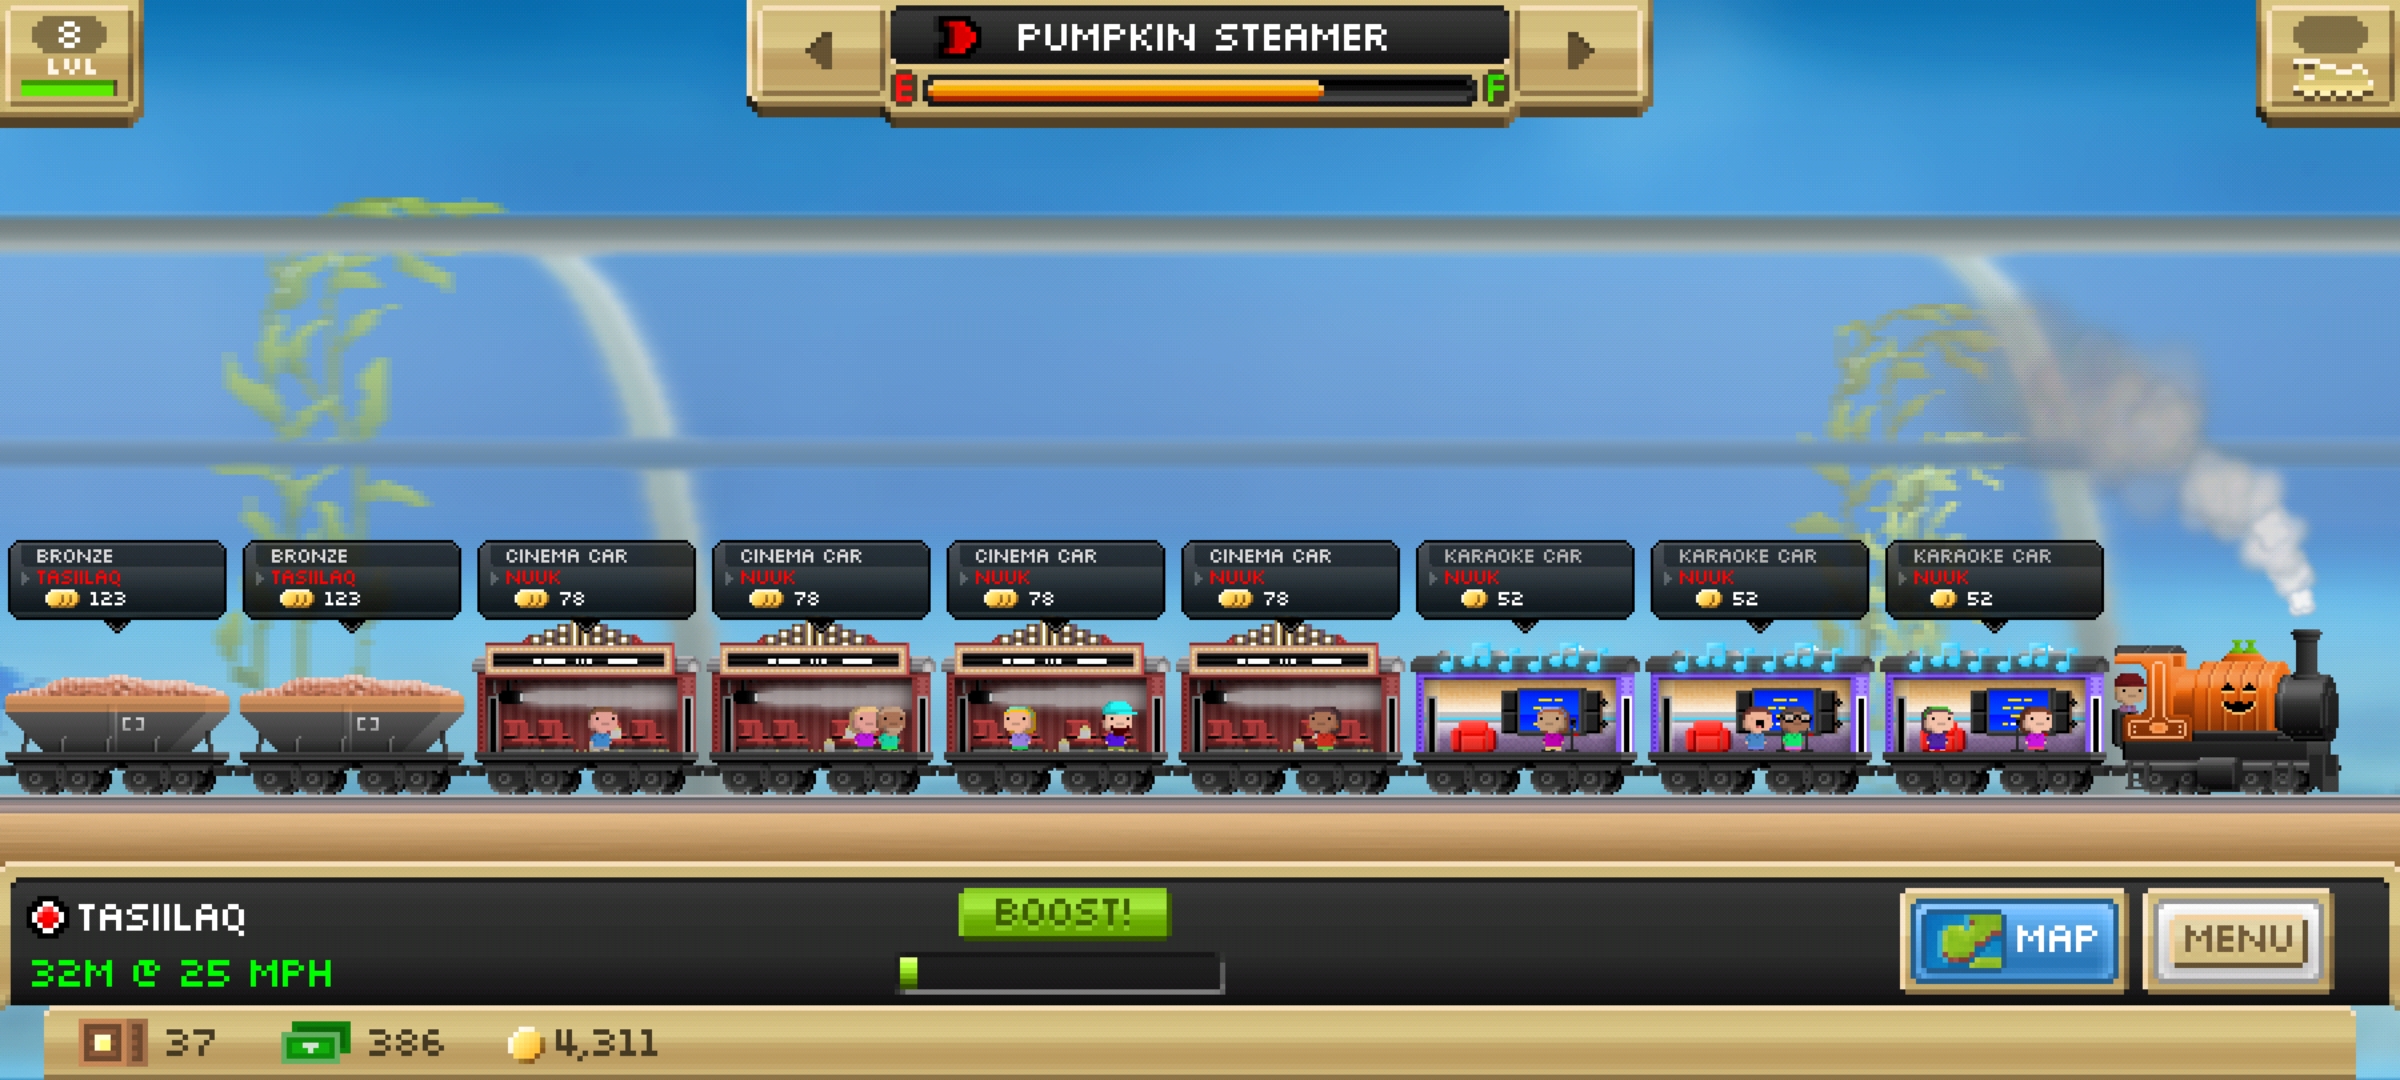 8
LVL
PUMPKIN STEAMER
E F
BRONZE
TASIILAQ
123
BRONZE
TASIILAQ
123
CINEMA CAR
NUUK
78
CINEMA CAR
NUUK
78
CINEMA CAR
NUUK
78
CINEMA CAR
NUUK
78
KARAOKE CAR
NUUK
52
KARAOKE CAR
NUUK
52
KARAOKE CAR
NUUK
52
TASIILAQ
32M @ 25 MPH
BOOST!
MAP
MENU
37
386
4,311